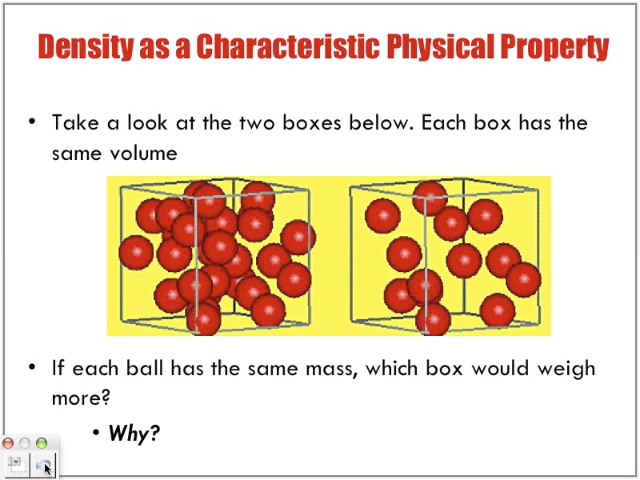 Density as a Characteristic Physical Property
• Take a look at the two boxes below. Each box has the
same volume
• If each ball has the same mass, which box would weigh
more?
• Why?